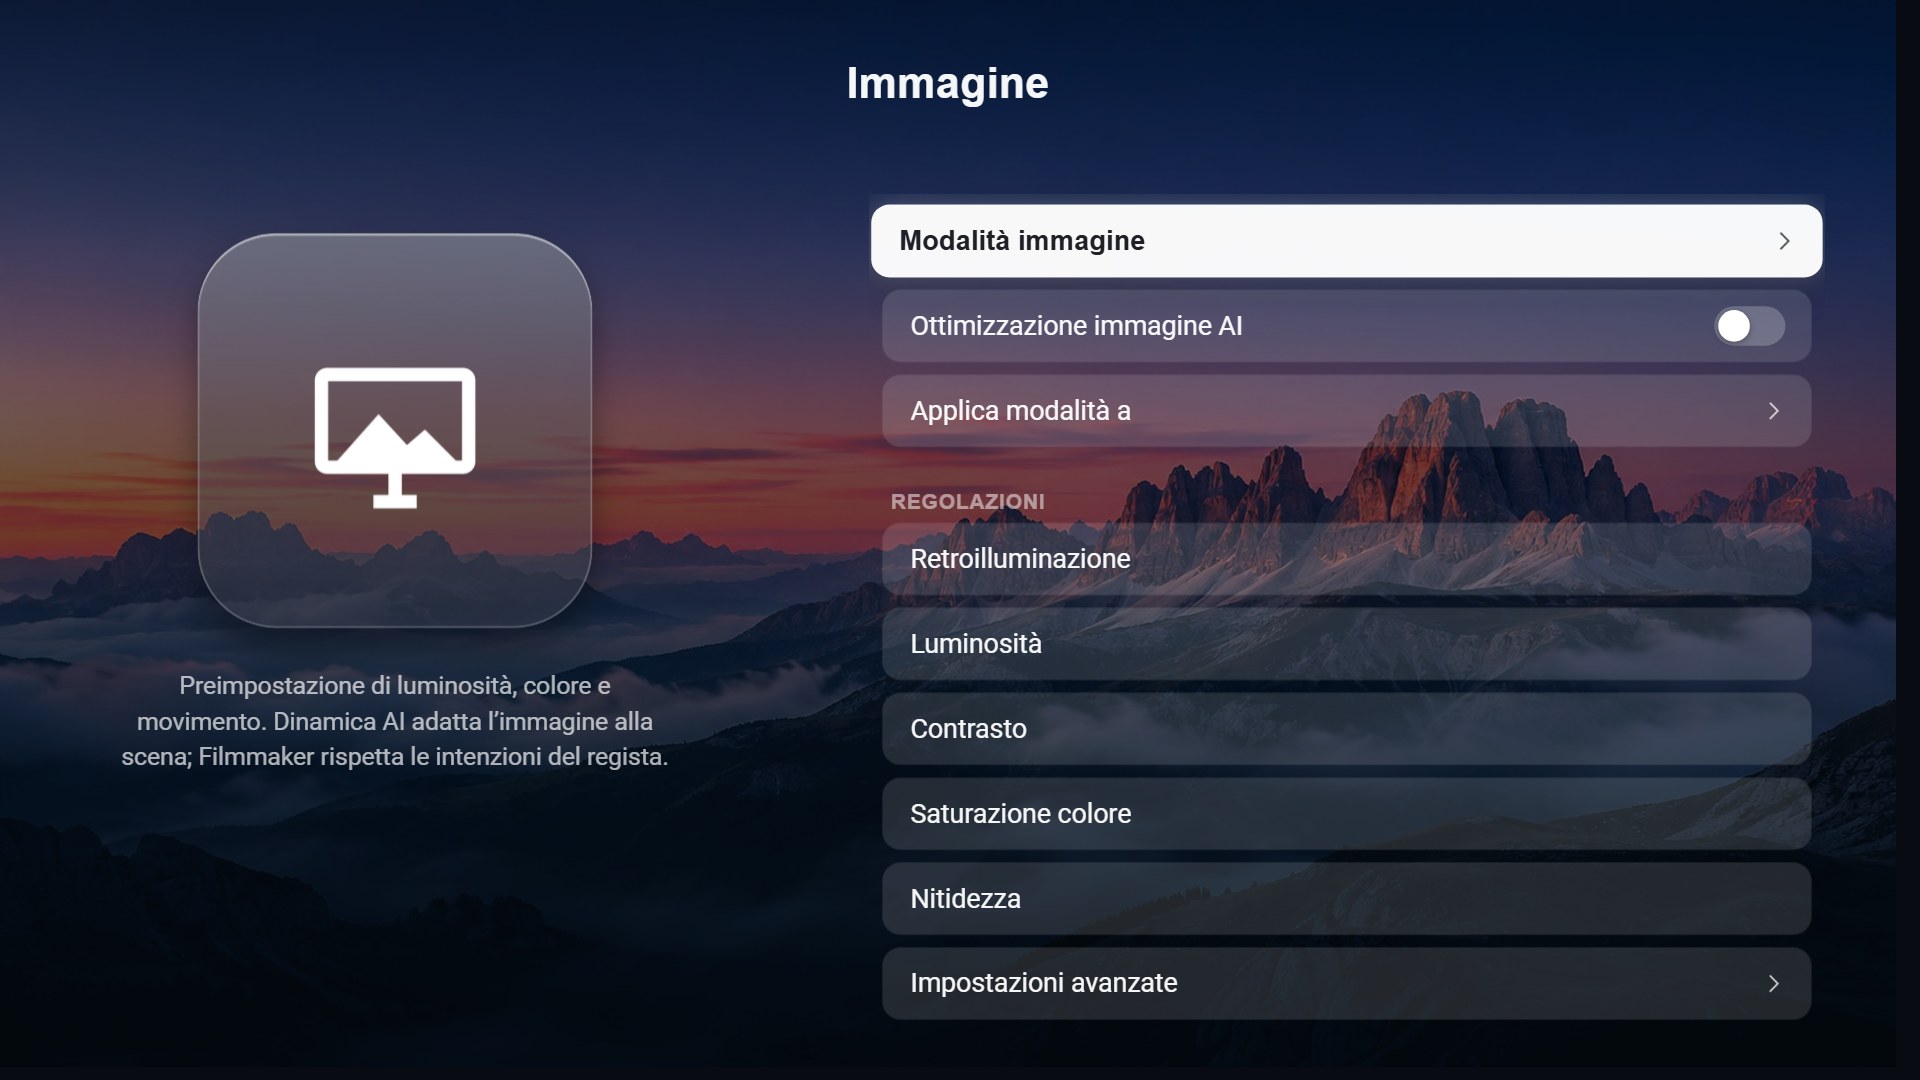 Immagine
Modalità immagine
Ottimizzazione immagine AI
Applica modalità a
REGOLAZIONI
Retroilluminazione
Luminosità
Contrasto
Saturazione colore
Nitidezza
Impostazioni avanzate
Preimpostazione di luminosità, colore e
movimento. Dinamica AI adatta l’immagine alla
scena; Filmmaker rispetta le intenzioni del regista.